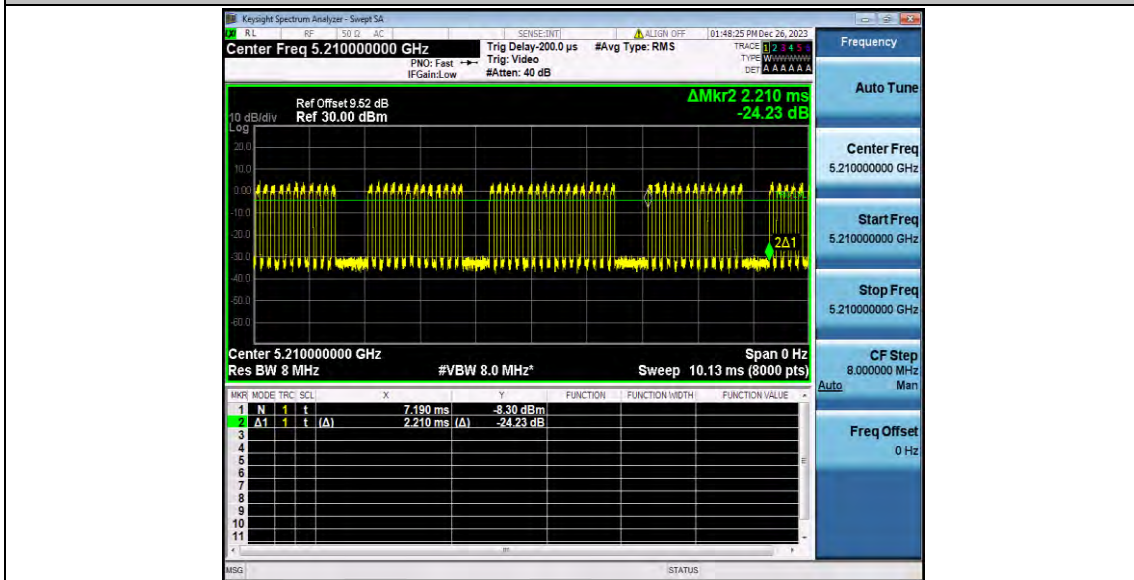 Keysight Spectrum Analyzer - Swept SA
RL RF 50 Ω AC SENSE:INT ALIGN OFF 01:48:25 PM Dec 26, 2023
Center Freq 5.210000000 GHz
Trig Delay-200.0 µs #Avg Type: RMS
TRACE 1 2 3 4 5 6
PNO: Fast Trig: Video
TYPE W
IFGain:Low #Atten: 40 dB
DET A A A A A A
ΔMkr2 2.210 ms
-24.23 dB
Ref Offset 9.52 dB
10 dB/div Ref 30.00 dBm
Log
20.0
10.0
0.00
-10.0
-20.0
2Δ1
-30.0
-40.0
-50.0
-60.0
Center 5.210000000 GHz Span 0 Hz
Res BW 8 MHz #VBW 8.0 MHz* Sweep 10.13 ms (8000 pts)
MKR MODE TRC SCL X Y FUNCTION FUNCTION WIDTH FUNCTION VALUE
1 N 1 t 7.190 ms -8.30 dBm
2 Δ1 1 t (Δ) 2.210 ms (Δ) -24.23 dB
3
4
5
6
7
8
9
10
11
MSG STATUS
Frequency
Auto Tune
Center Freq
5.210000000 GHz
Start Freq
5.210000000 GHz
Stop Freq
5.210000000 GHz
CF Step
8.000000 MHz
Auto Man
Freq Offset
0 Hz